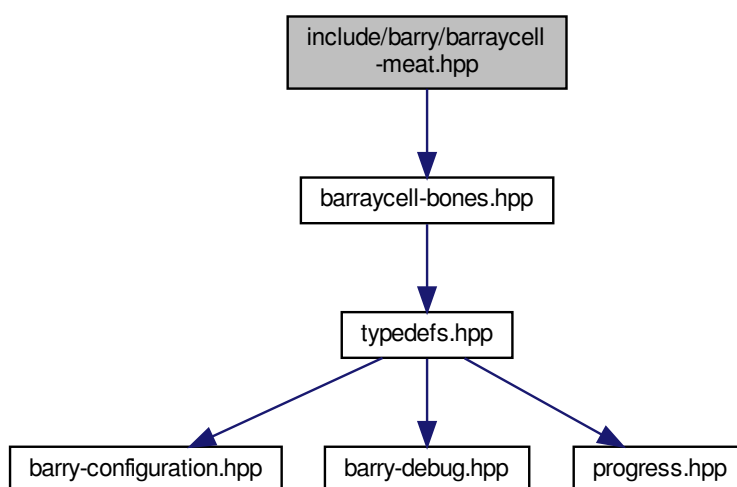 include/barry/barraycell
-meat.hpp
barraycell-bones.hpp
typedefs.hpp
barry-configuration.hpp
barry-debug.hpp
progress.hpp